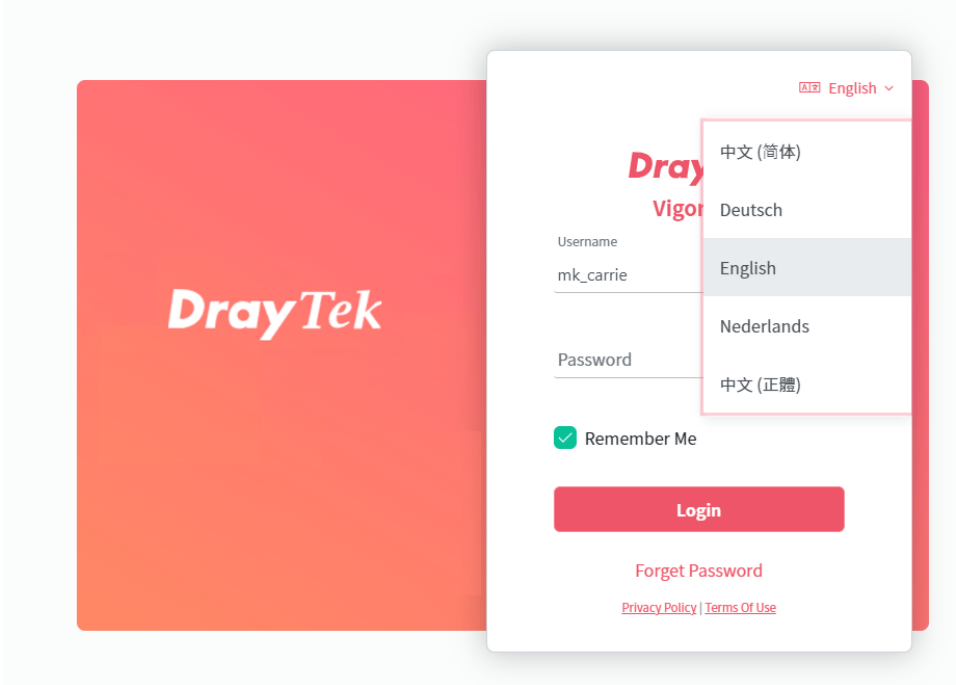 English
中文 (简体)
Dray
Vigor
Deutsch
Username
mk_carrie
English
DrayTek
Nederlands
Password
中文 (正體)
Remember Me
Login
Forget Password
Privacy Policy | Terms Of Use